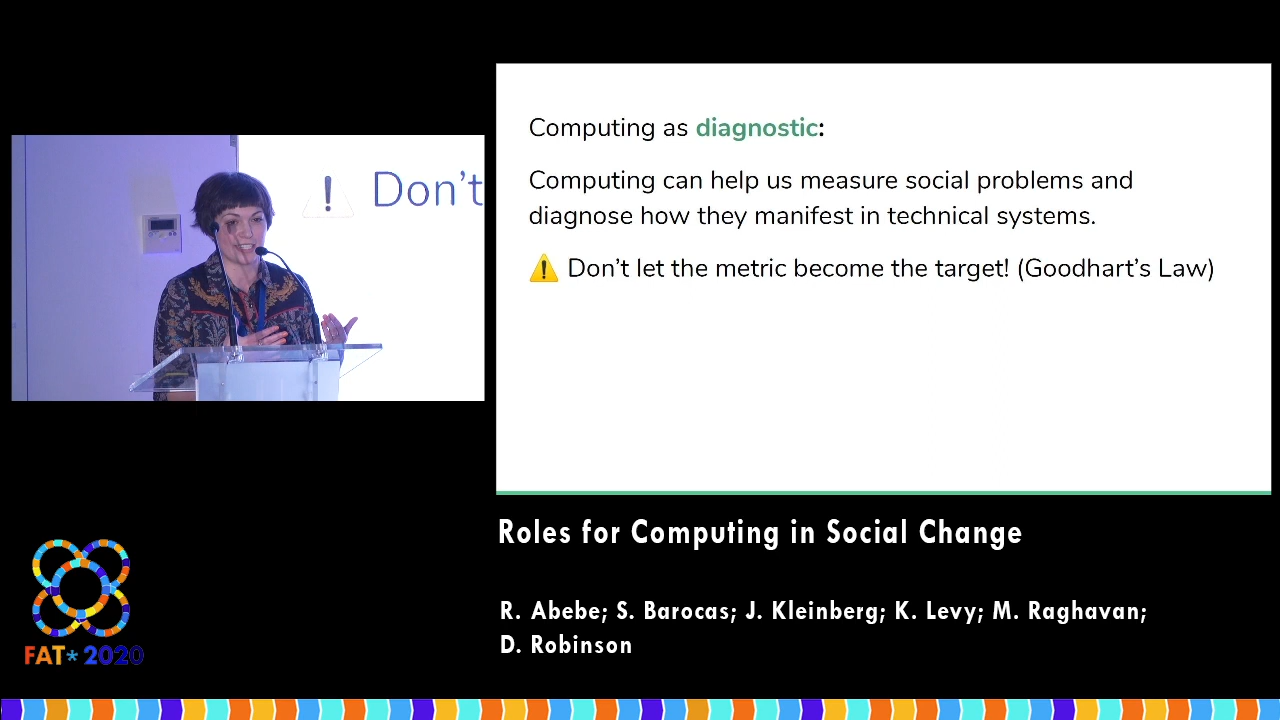 ! Don't
Computing as diagnostic:
Computing can help us measure social problems and
diagnose how they manifest in technical systems.
⚠️ Don't let the metric become the target! (Goodhart's Law)
Roles for Computing in Social Change
R. Abebe; S. Barocas; J. Kleinberg; K. Levy; M. Raghavan;
D. Robinson
FAT* 2020